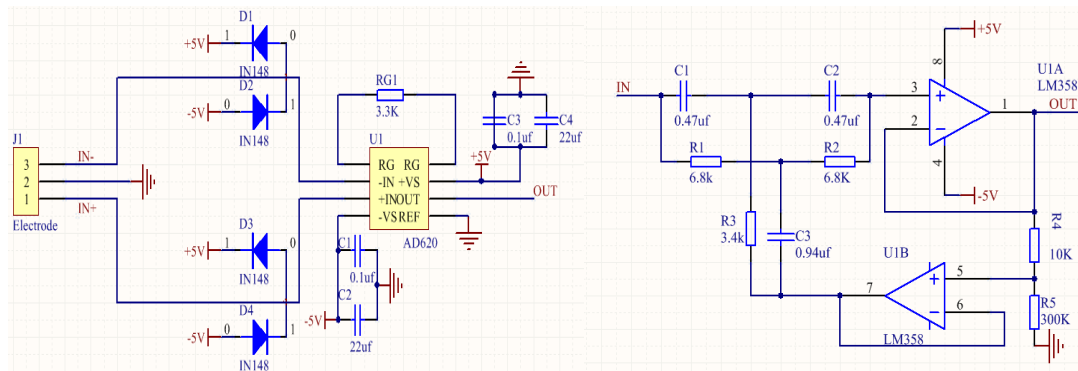 D1
+5V 1 0
IN148
D2
-5V 0 1
IN148
J1
3 IN-
2
1 IN+
Electrode
D3
+5V 1 0
IN148
D4
-5V 0 1
IN148
RG1
3.3K
U1
RG RG
-IN +VS
+IN OUT
-VS REF
AD620
+5V
OUT
C3
0.1uf
C4
22uf
C1
0.1uf
C2
-5V
22uf
IN
C1
0.47uf
C2
0.47uf
R1
6.8k
R2
6.8K
R3
3.4k
C3
0.94uf
+5V
8
U1A
LM358
3
+
2
−
1
OUT
4
-5V
R4
10K
U1B
5
+
7
6
−
LM358
R5
300K